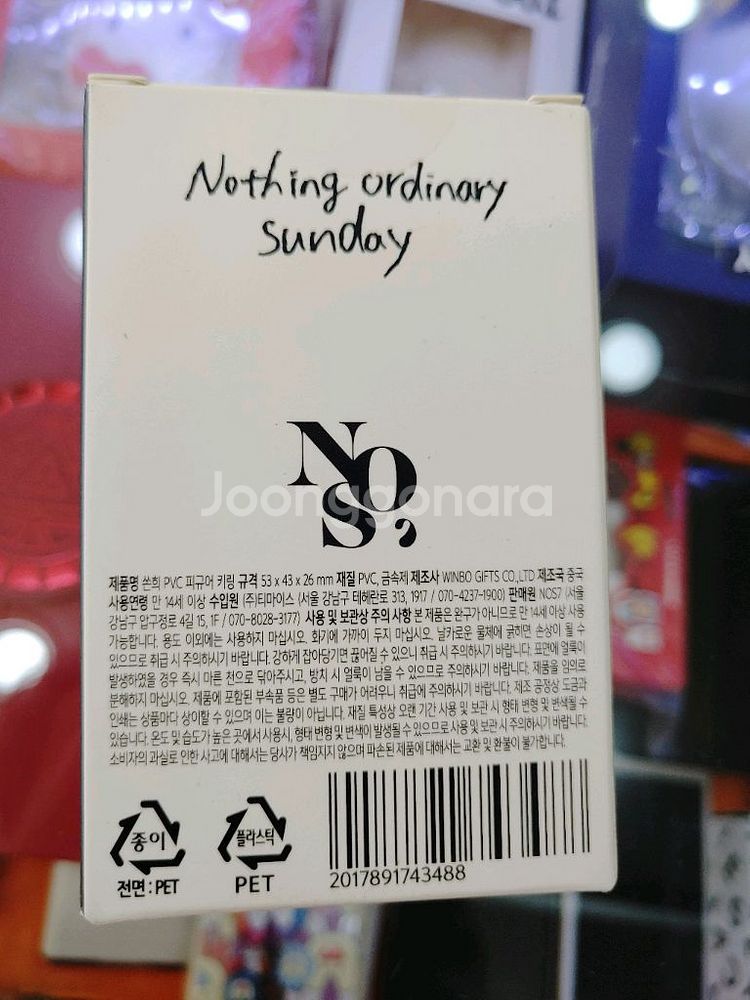 Nothing ordinary
sunday
NOS,
Joonggonara
제품명 쏜희 PVC 피규어 키링 규격 53 x 43 x 26 mm 재질 PVC, 금속제 제조사 WINBO GIFTS CO.,LTD 제조국 중국
사용연령 만 14세 이상 수입원 (주)티마이스 (서울 강남구 테헤란로 313, 1917 / 070-4237-1900) 판매원 NOS7 (서울
강남구 압구정로 4길 15, 1F / 070-8028-3177) 사용 및 보관상 주의 사항 본 제품은 완구가 아니므로 만 14세 이상 사용
가능합니다. 용도 이외에는 사용하지 마십시오. 화기에 가까이 두지 마십시오. 날카로운 물체에 긁히면 손상이 될 수
있으므로 취급 시 주의하시기 바랍니다. 강하게 잡아당기면 끊어질 수 있으니 취급 시 주의하시기 바랍니다. 표면에 얼룩이
발생하였을 경우 즉시 마른 천으로 닦아주시고, 방치 시 얼룩이 남을 수 있으므로 주의하시기 바랍니다. 제품을 임의로
분해하지 마십시오. 제품에 포함된 부속품 등은 별도 구매가 어려우니 취급에 주의하시기 바랍니다. 제조 공정상 도금과
인쇄는 상품마다 상이할 수 있으며 이는 불량이 아닙니다. 재질 특성상 오랜 기간 사용 및 보관 시 형태 변형 및 변색될 수
있습니다. 온도 및 습도가 높은 곳에서 사용시, 형태 변형 및 변색이 발생될 수 있으므로 사용 및 보관 시 주의하시기 바랍니다.
소비자의 과실로 인한 사고에 대해서는 당사가 책임지지 않으며 파손된 제품에 대해서는 교환 및 환불이 불가합니다.
종이
전면 : PET
플라스틱
PET
2017891743488